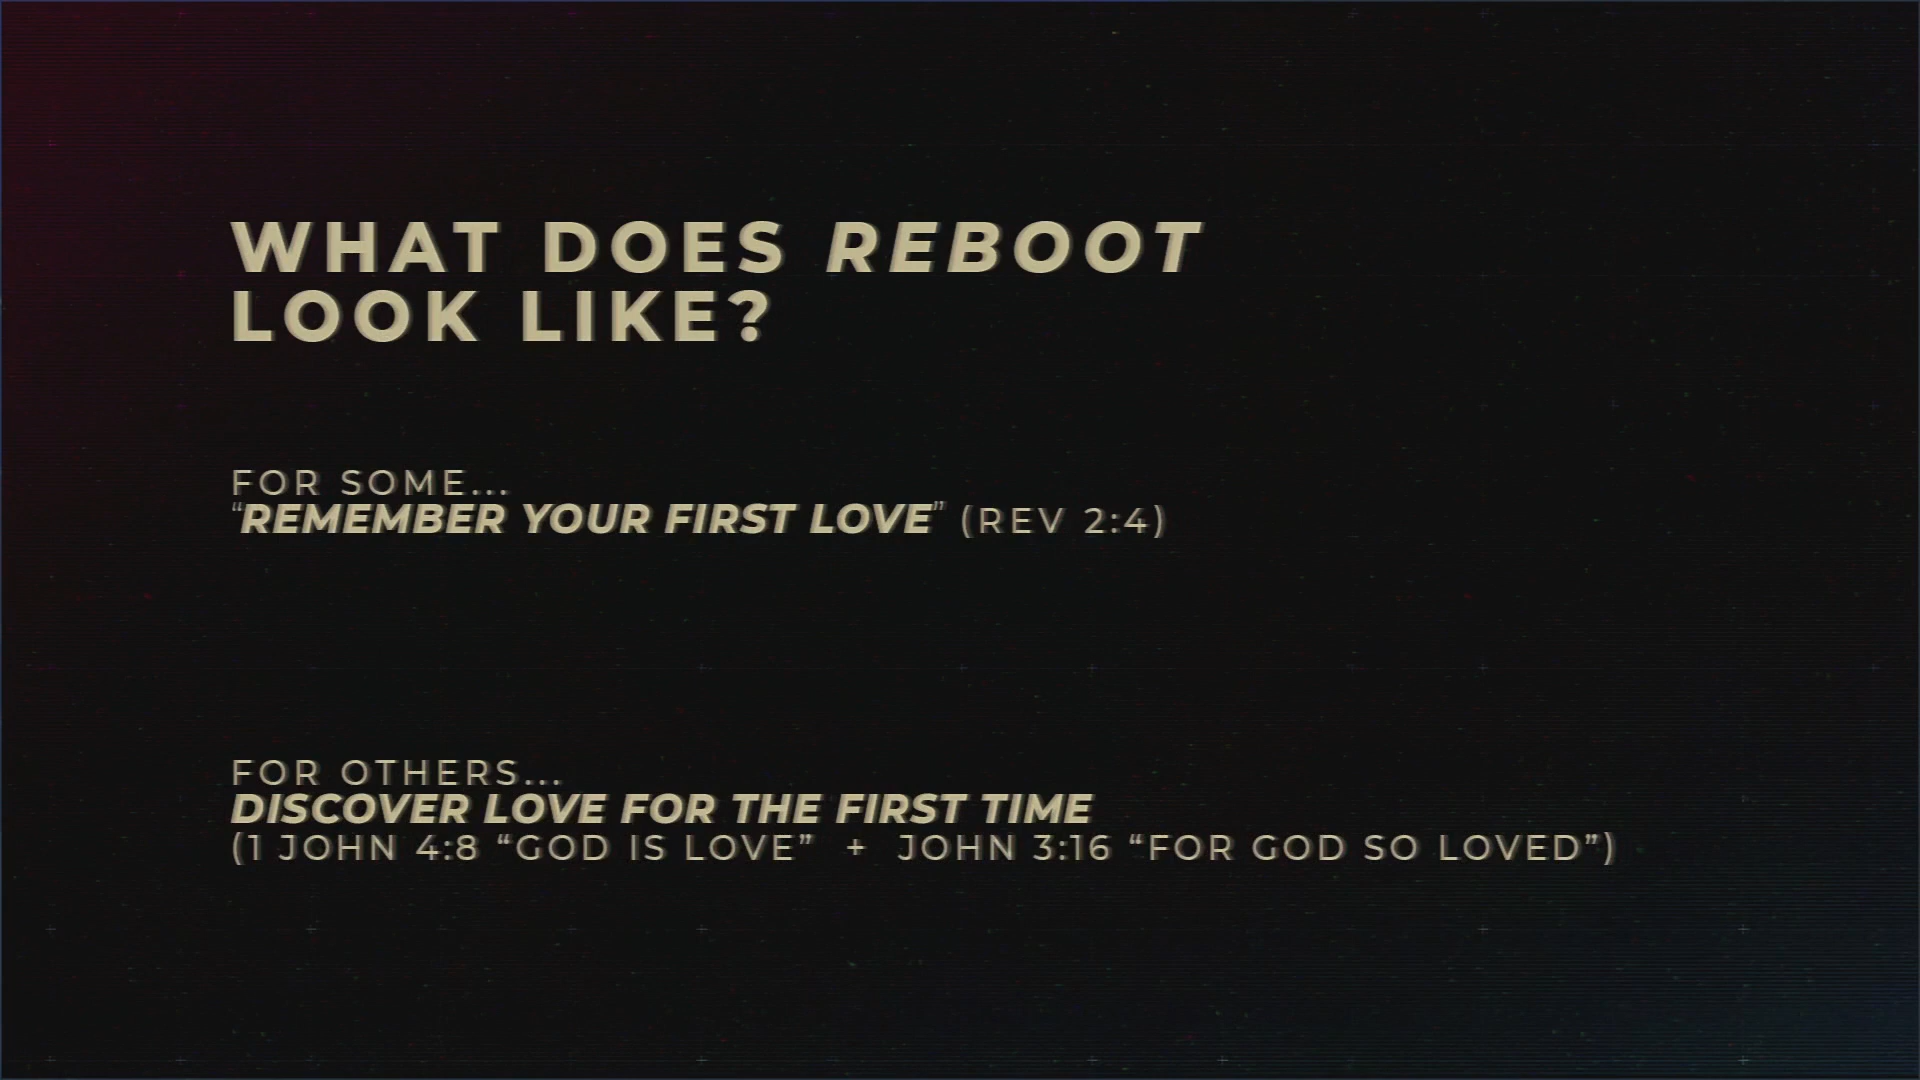 WHAT DOES REBOOT
LOOK LIKE?
FOR SOME...
“REMEMBER YOUR FIRST LOVE” (REV 2:4)
FOR OTHERS...
DISCOVER LOVE FOR THE FIRST TIME
(1 JOHN 4:8 “GOD IS LOVE” + JOHN 3:16 “FOR GOD SO LOVED”)